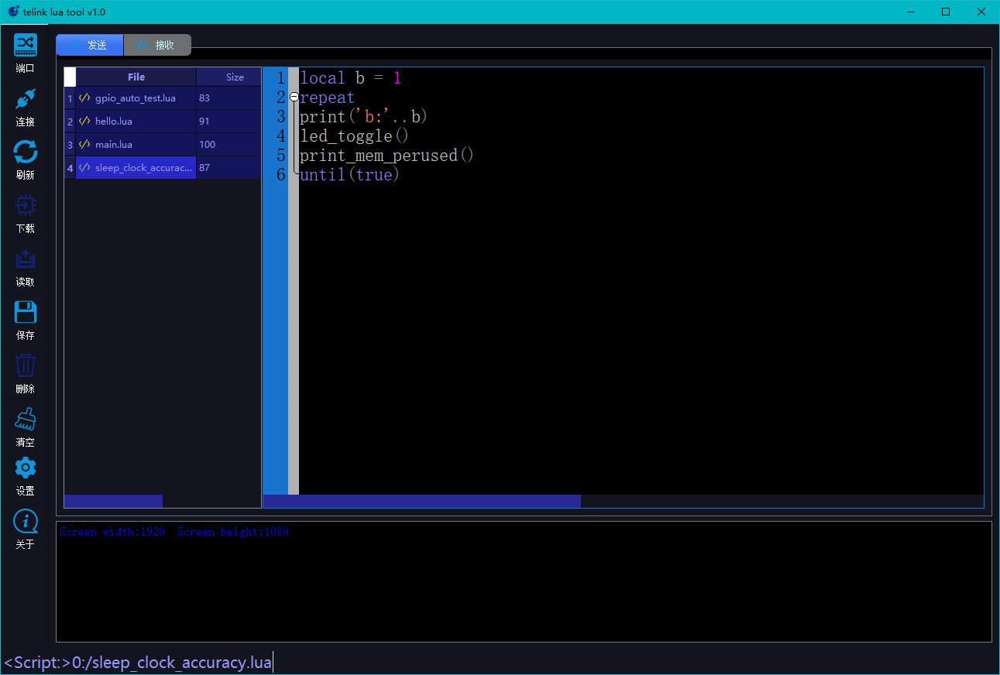 telink lua tool v1.0
端口
连接
刷新
下载
读取
保存
删除
清空
设置
关于
发送 接收
File Size
1 gpio_auto_test.lua 83
2 hello.lua 91
3 main.lua 100
4 sleep_clock_accurac... 87
1 local b = 1
2 repeat
3 print('b:'..b)
4 led_toggle()
5 print_mem_perused()
6 until(true)
Screen width:1920 Screen height:1080
<Script:>0:/sleep_clock_accuracy.lua